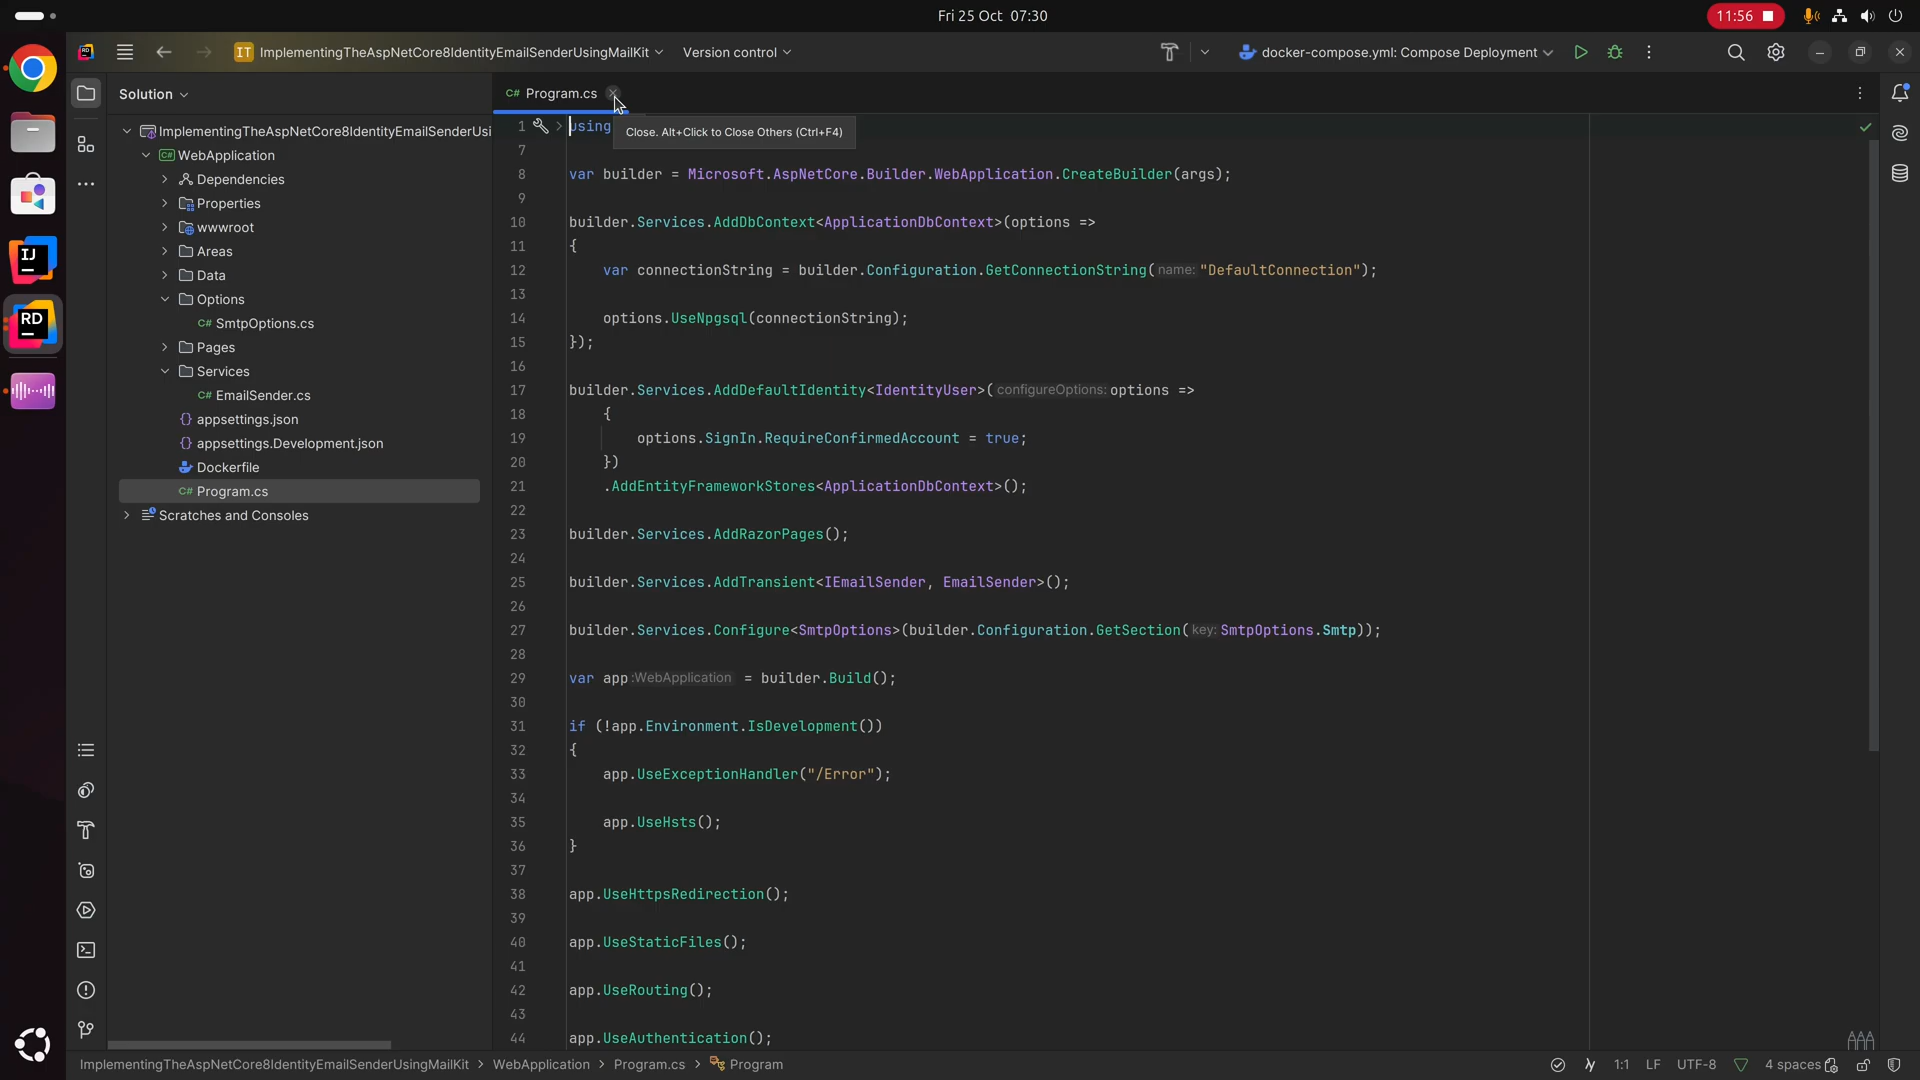 Fri 25 Oct 07:30
11:56
IT ImplementingTheAspNetCore8IdentityEmailSenderUsingMailKit
Version control
docker-compose.yml: Compose Deployment
Solution
C# Program.cs
ImplementingTheAspNetCore8IdentityEmailSenderUsi
WebApplication
Dependencies
Properties
wwwroot
Areas
Data
Options
C# SmtpOptions.cs
Pages
Services
C# EmailSender.cs
{} appsettings.json
{} appsettings.Development.json
Dockerfile
C# Program.cs
Scratches and Consoles
Close. Alt+Click to Close Others (Ctrl+F4)
1 using
7
8 var builder = Microsoft.AspNetCore.Builder.WebApplication.CreateBuilder(args);
9
10 builder.Services.AddDbContext<ApplicationDbContext>(options =>
11 {
12 var connectionString = builder.Configuration.GetConnectionString(name: "DefaultConnection");
13
14 options.UseNpgsql(connectionString);
15 });
16
17 builder.Services.AddDefaultIdentity<IdentityUser>(configureOptions: options =>
18 {
19 options.SignIn.RequireConfirmedAccount = true;
20 })
21 .AddEntityFrameworkStores<ApplicationDbContext>();
22
23 builder.Services.AddRazorPages();
24
25 builder.Services.AddTransient<IEmailSender, EmailSender>();
26
27 builder.Services.Configure<SmtpOptions>(builder.Configuration.GetSection(key: SmtpOptions.Smtp));
28
29 var app :WebApplication = builder.Build();
30
31 if (!app.Environment.IsDevelopment())
32 {
33 app.UseExceptionHandler("/Error");
34
35 app.UseHsts();
36 }
37
38 app.UseHttpsRedirection();
39
40 app.UseStaticFiles();
41
42 app.UseRouting();
43
44 app.UseAuthentication();
ImplementingTheAspNetCore8IdentityEmailSenderUsingMailKit > WebApplication > Program.cs > Program
1:1 LF UTF-8 4 spaces
IJ
RD